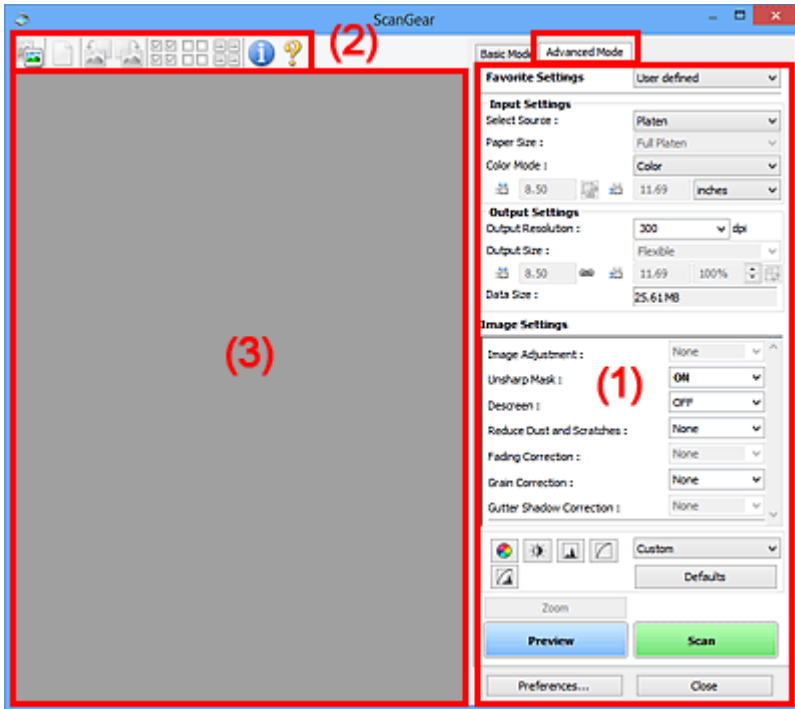 ScanGear
(2)
Basic Mode Advanced Mode
Favorite Settings User defined
Input Settings
Select Source : Platen
Paper Size : Full Platen
Color Mode : Color
8.50 11.69 inches
Output Settings
Output Resolution : 300 dpi
Output Size : Flexible
8.50 11.69 100%
Data Size : 25.61 MB
Image Settings
(3)
Image Adjustment : None
(1)
Unsharp Mask : ON
Descreen : OFF
Reduce Dust and Scratches : None
Fading Correction : None
Grain Correction : None
Gutter Shadow Correction : None
Custom
Defaults
Zoom
Preview Scan
Preferences... Close